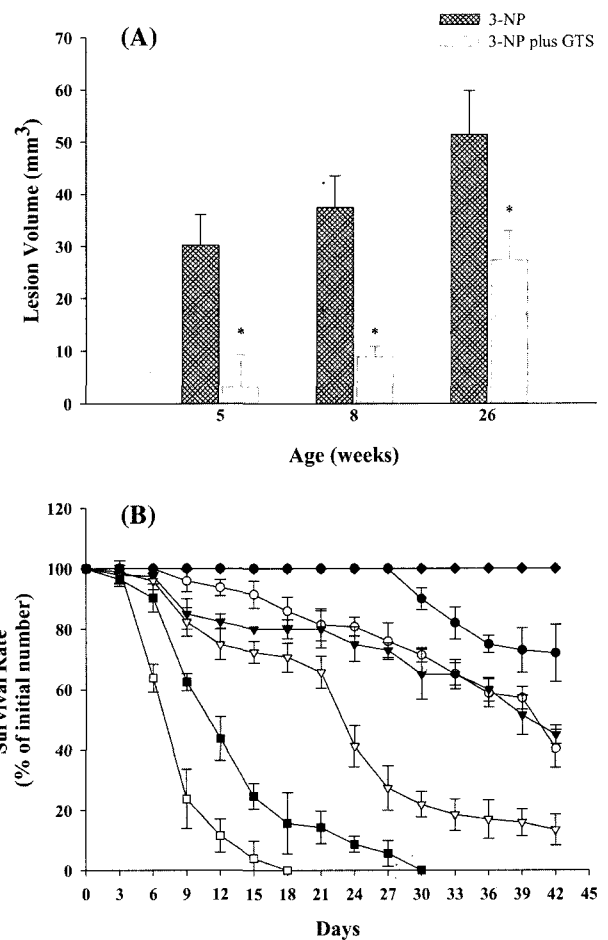 3-NP
3-NP plus GTS
(A)
70
60
50
40
30
20
10
0
Lesion Volume (mm³)
*
*
*
5 8 26
Age (weeks)
(B)
120
100
80
60
40
20
0
Survival Rate
(% of initial number)
0 3 6 9 12 15 18 21 24 27 30 33 36 39 42 45
Days